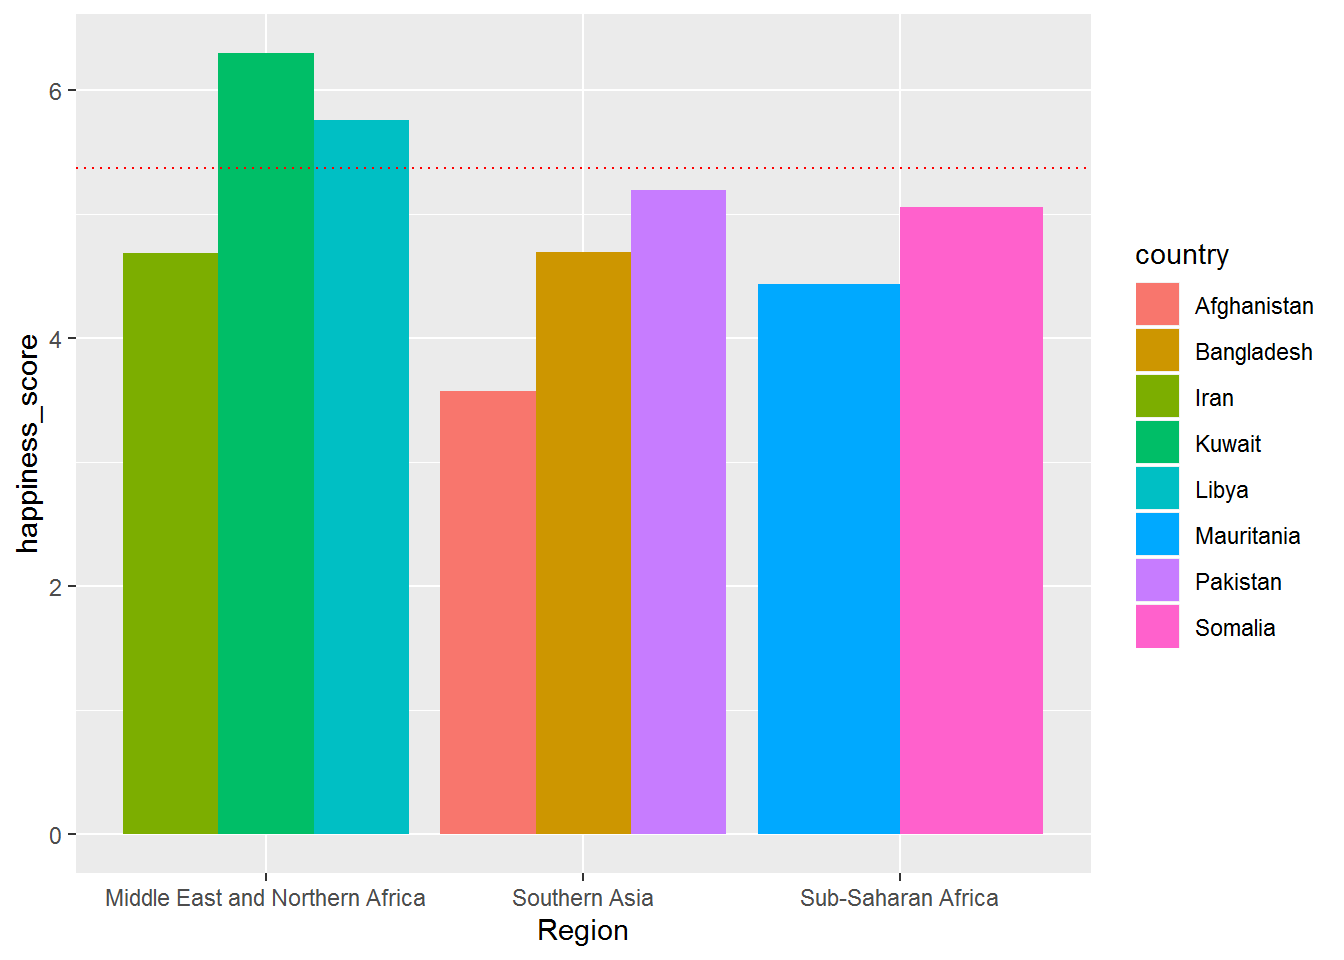 6
4
2
0
happiness_score
Middle East and Northern Africa
Southern Asia
Sub-Saharan Africa
Region
country
Afghanistan
Bangladesh
Iran
Kuwait
Libya
Mauritania
Pakistan
Somalia